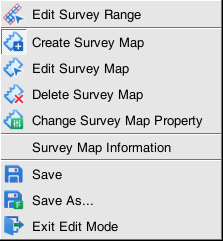 Edit Survey Range
Create Survey Map
Edit Survey Map
Delete Survey Map
Change Survey Map Property
Survey Map Information
Save
Save As...
Exit Edit Mode